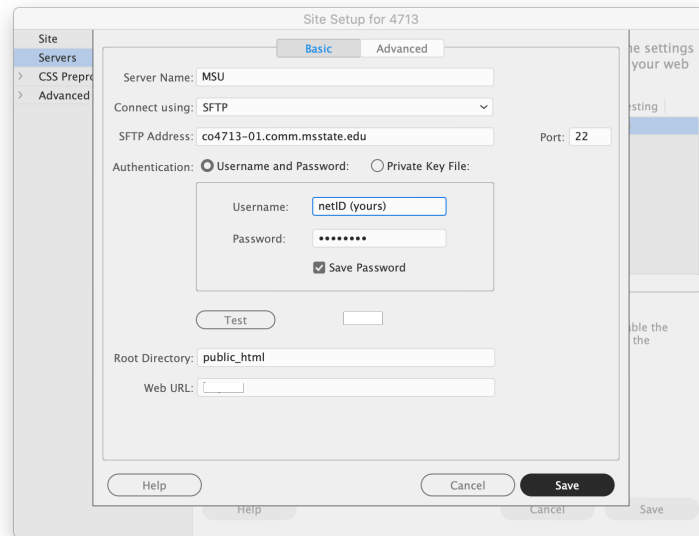 Site Setup for 4713
Site
Servers
CSS Prepro
Advanced
Basic
Advanced
Server Name: MSU
Connect using: SFTP
SFTP Address: co4713-01.comm.msstate.edu
Port: 22
Authentication: Username and Password: Private Key File:
Username: netID (yours)
Password: ••••••••
Save Password
Test
Root Directory: public_html
Web URL:
Help
Cancel
Save
settings
your web
esting
the
the
Help
Cancel
Save